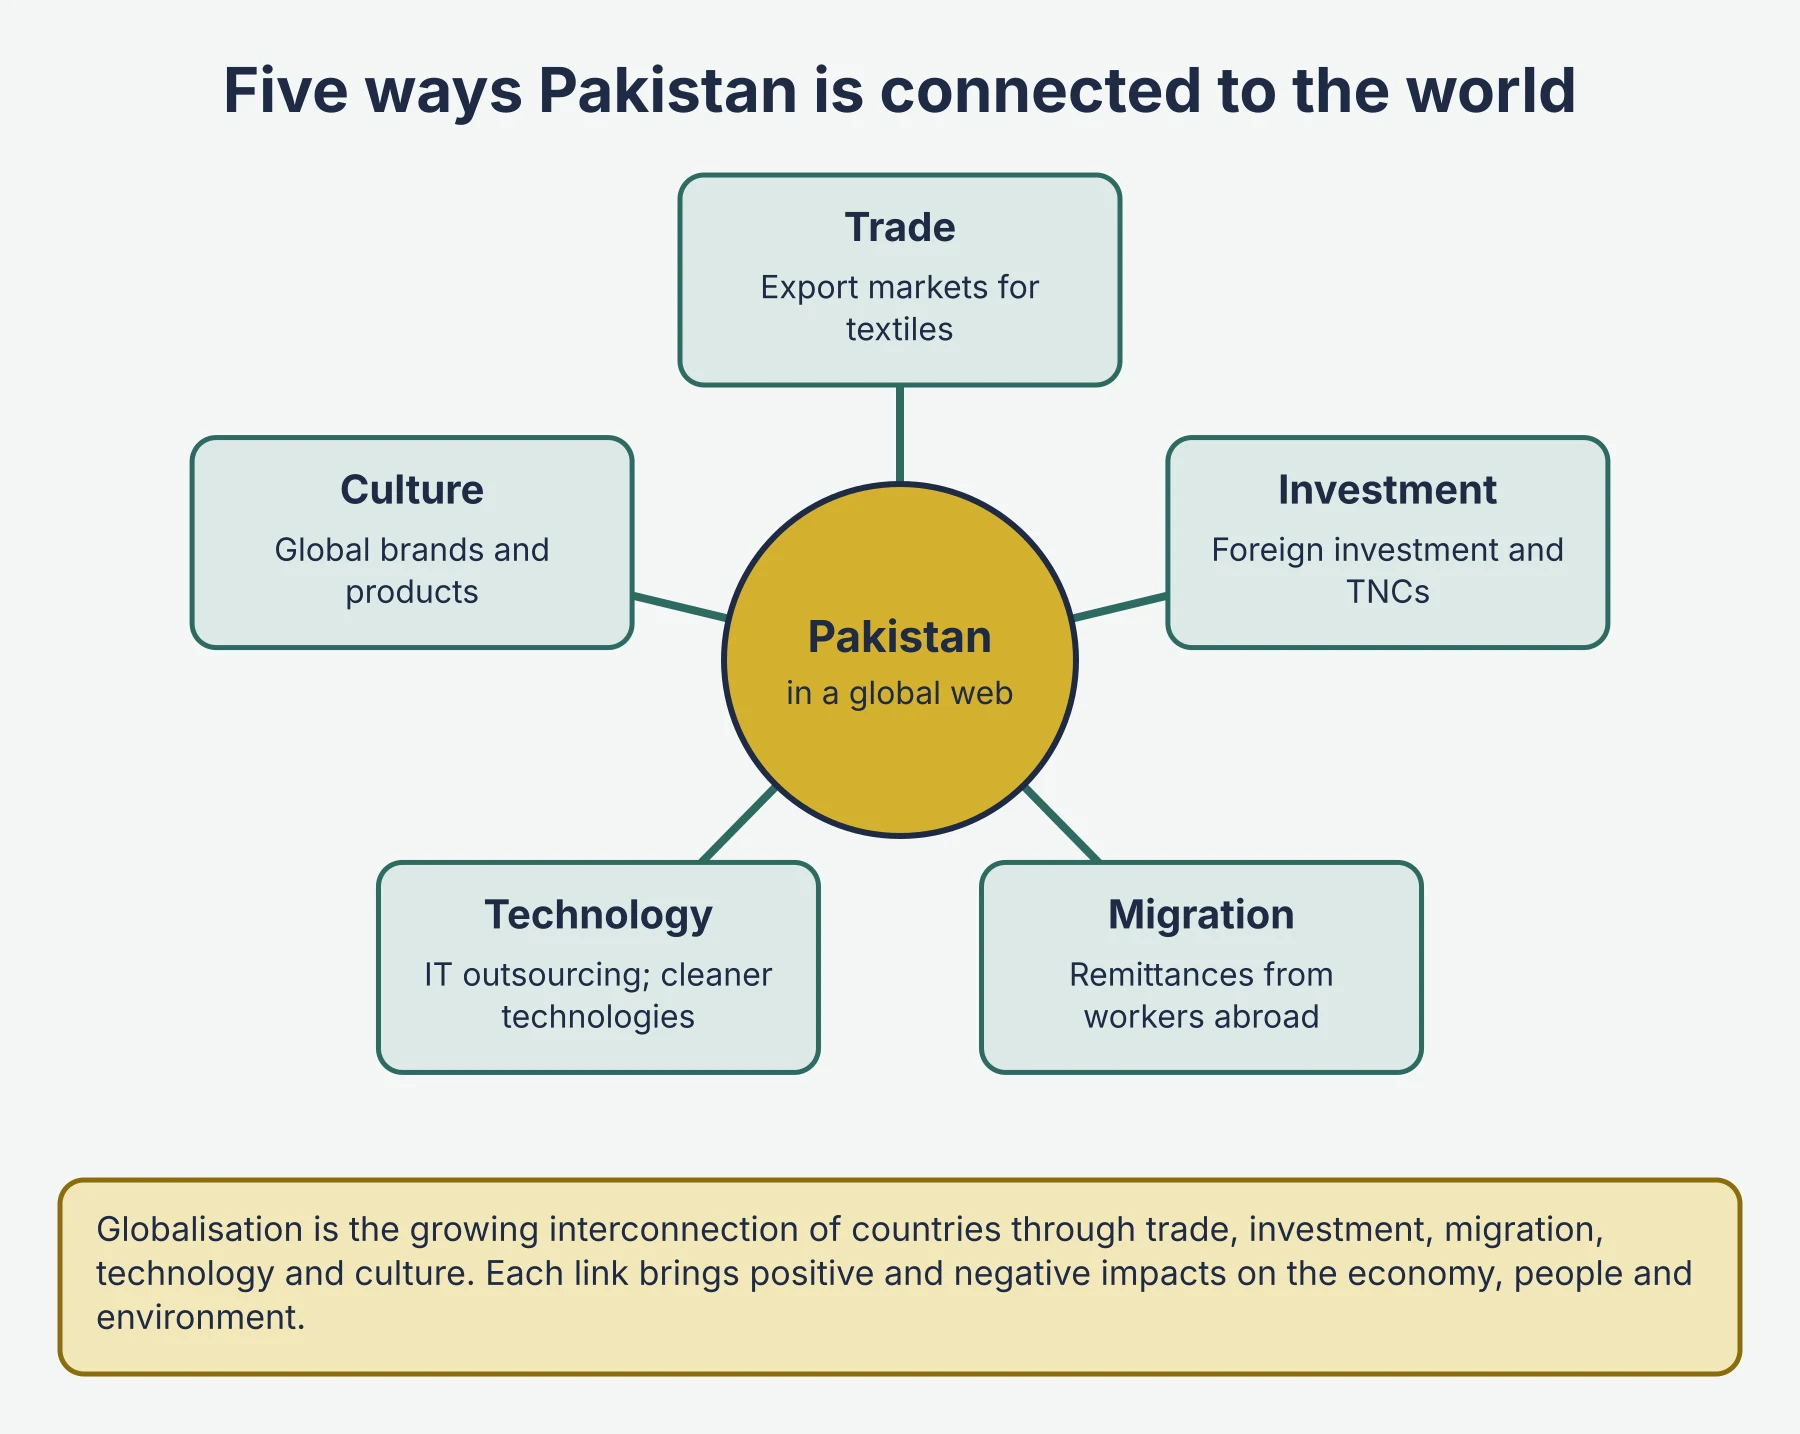 Five ways Pakistan is connected to the world
Trade
Export markets for
textiles
Culture
Global brands and
products
Investment
Foreign investment and
TNCs
Pakistan
in a global web
Technology
IT outsourcing; cleaner
technologies
Migration
Remittances from
workers abroad
Globalisation is the growing interconnection of countries through trade, investment, migration,
technology and culture. Each link brings positive and negative impacts on the economy, people and
environment.